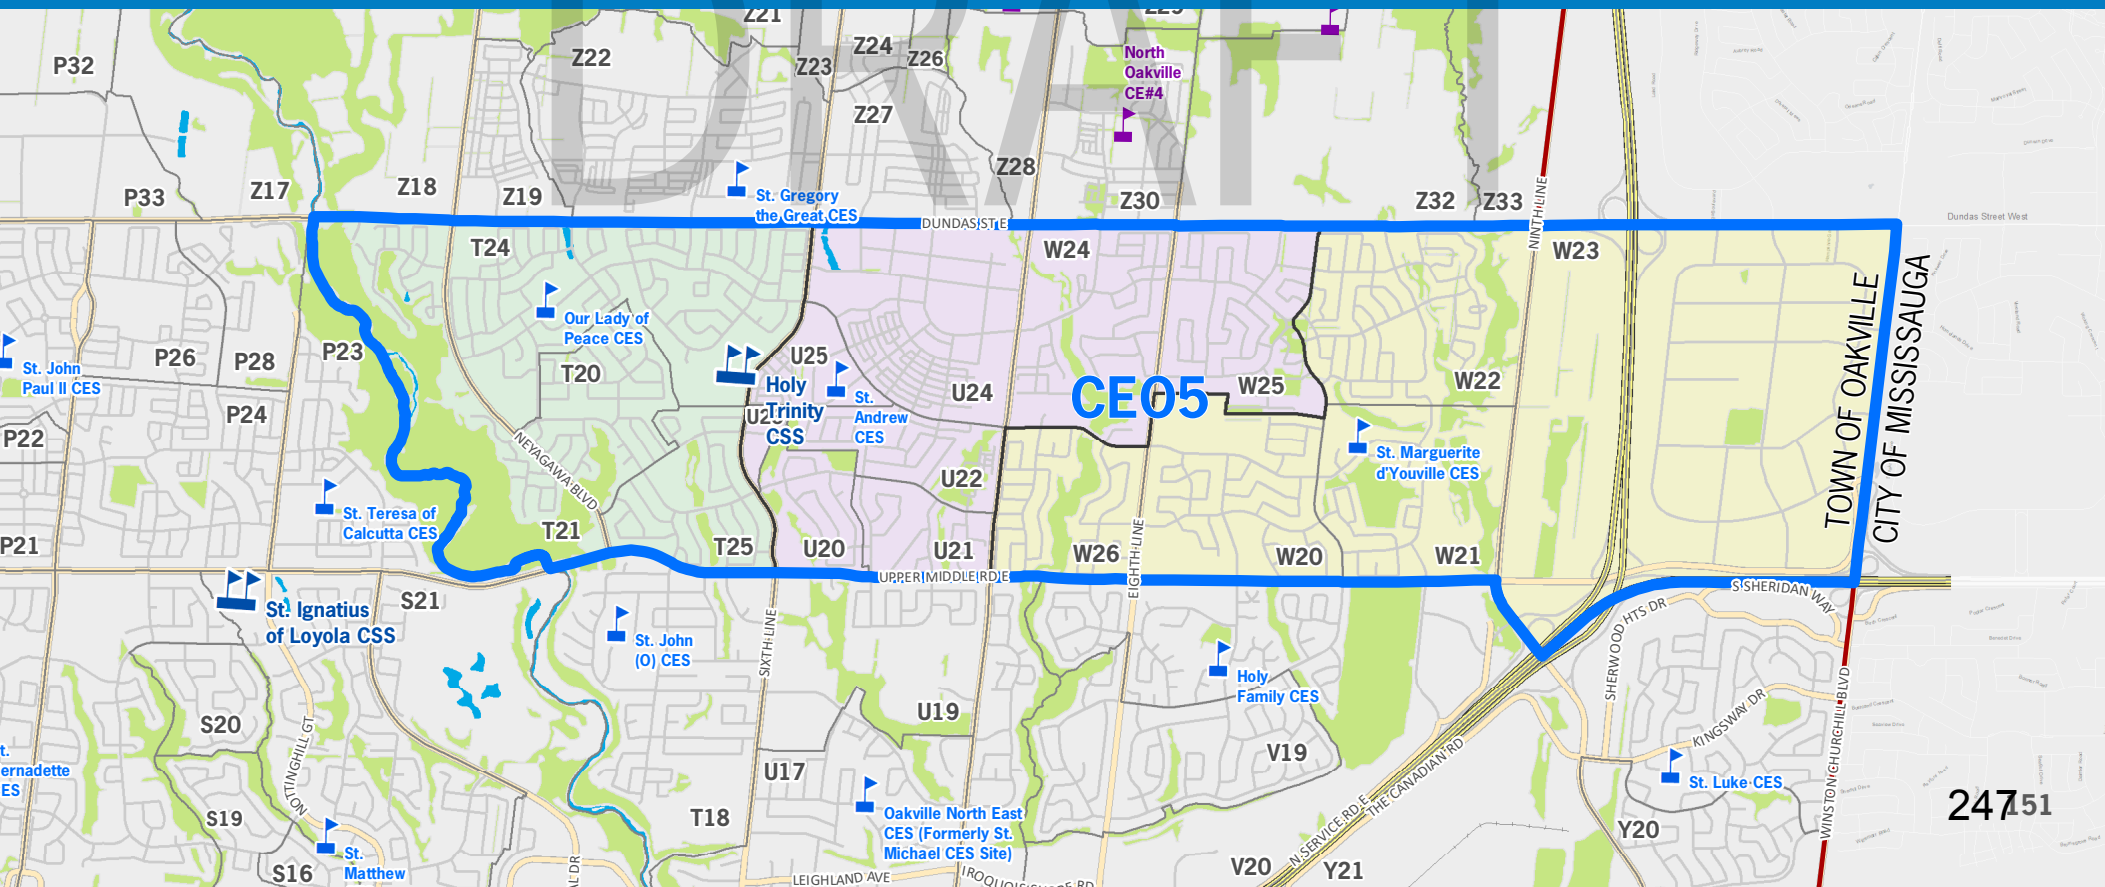 DRAFT
Z21
Z29
Z22
Z24
Z26
Z23
P32
North
Oakville
CE#4
Z27
Z28
P33
Z17
Z18
Z19
Z30
Z32
Z33
St. Gregory
the Great CES
DUNDAS ST E
NINTH LINE
Dundas Street West
T24
W24
W23
Our Lady of
Peace CES
TOWN OF OAKVILLE
CITY OF MISSISSAUGA
St. John
Paul II CES
P26
P28
P23
T20
U25
Holy
Trinity
CSS
St.
Andrew
CES
U24
CEO5
W25
W22
P24
P22
NEYAGAWA BLVD
St. Marguerite
d'Youville CES
U22
St. Teresa of
Calcutta CES
P21
T21
T25
U20
U21
W26
W20
W21
EIGHTH LINE
UPPER MIDDLE RD E
S SHERIDAN WAY
SHERWOOD HTS DR
St. Ignatius
of Loyola CSS
S21
St. John
(O) CES
SIXTH LINE
Holy
Family CES
KINGSWAY DR
WINSTON CHURCHILL BLVD
S20
U19
V19
U17
St. Luke CES
ernadette
ES
S19
T18
Oakville North East
CES (Formerly St.
Michael CES Site)
N SERVICE RD E
THE CANADIAN RD
Y20
247
151
St.
Matthew
S16
LEIGHLAND AVE
V20
Y21